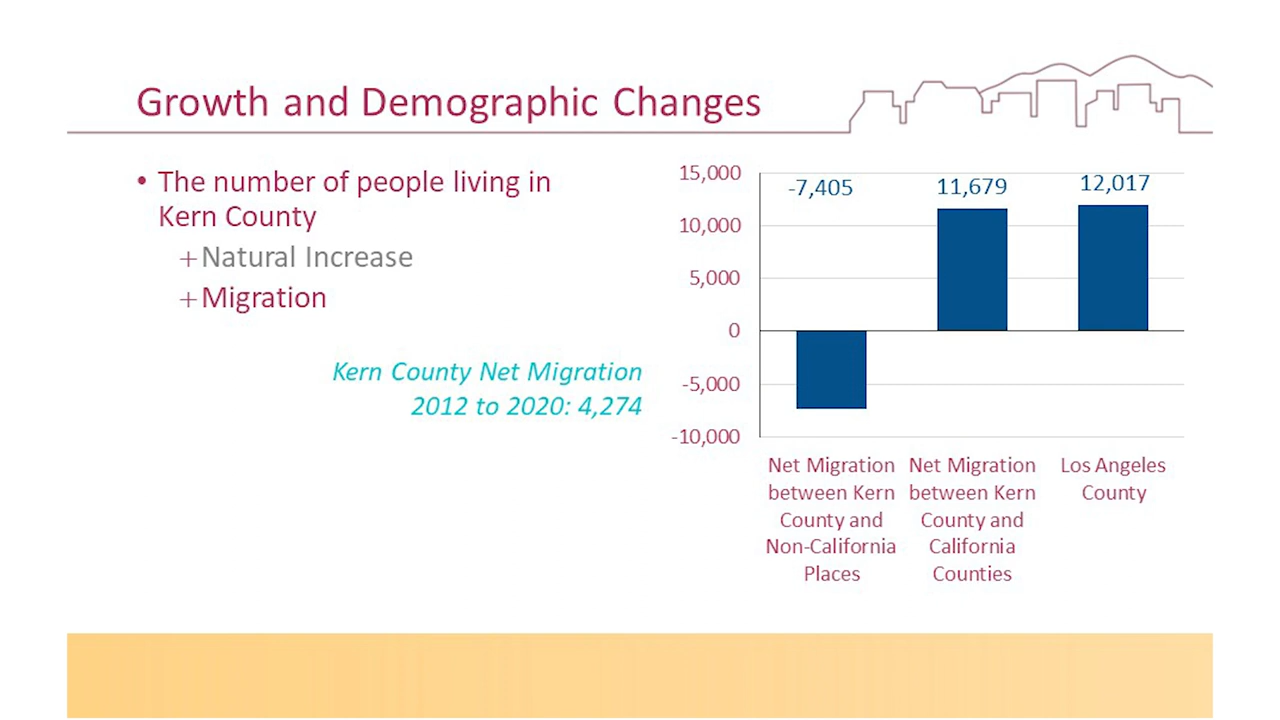 Growth and Demographic Changes
• The number of people living in
Kern County
+Natural Increase
+Migration
Kern County Net Migration
2012 to 2020: 4,274
15,000
10,000
5,000
0
-5,000
-10,000
-7,405
11,679
12,017
Net Migration
between Kern
County and
Non-California
Places
Net Migration
between Kern
County and
California
Counties
Los Angeles
County